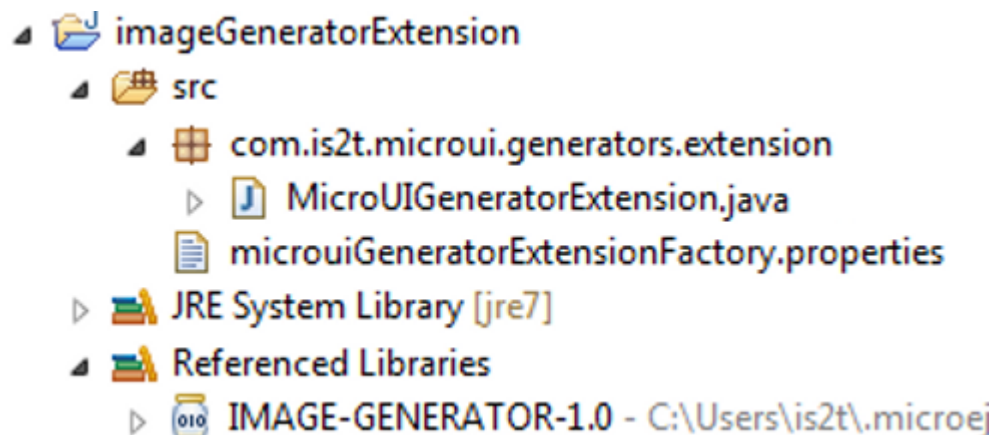 imageGeneratorExtension
src
com.is2t.microui.generators.extension
MicroUIGeneratorExtension.java
microuiGeneratorExtensionFactory.properties
JRE System Library [jre7]
Referenced Libraries
IMAGE-GENERATOR-1.0 - C:\Users\is2t\.microej